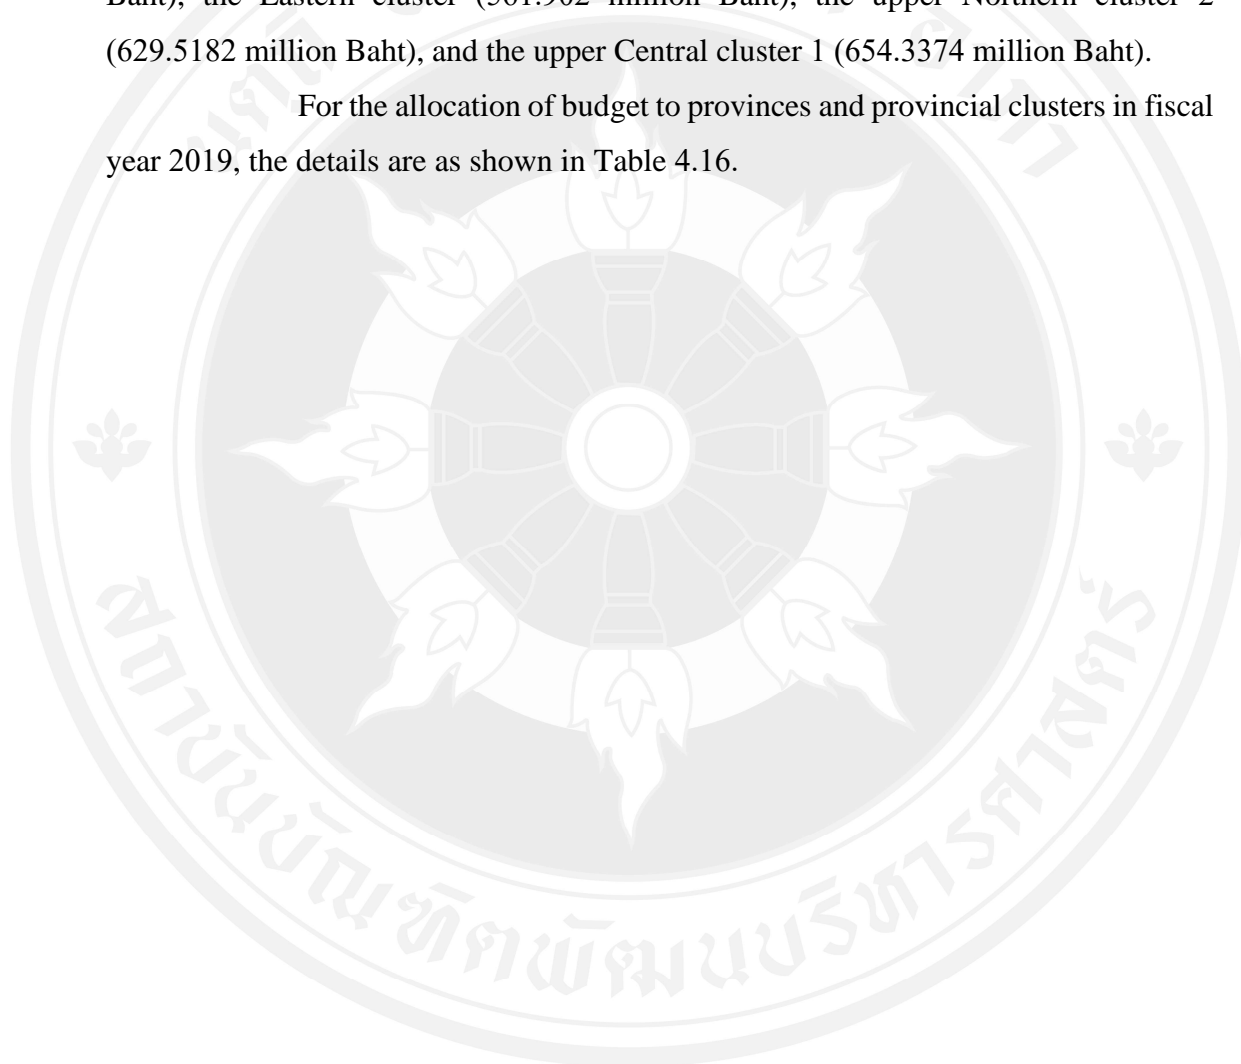 Baht), the Eastern cluster million Baht), the upper Northern cluster 2
(629.5182 million Baht), and the upper Central cluster 1 (654.3374 million Baht).
For the allocation of budget to provinces and provincial clusters in fiscal
year 2019, the details are as shown in Table 4.16.
สถาบันบัณฑิตพัฒนบริหารศาสตร์